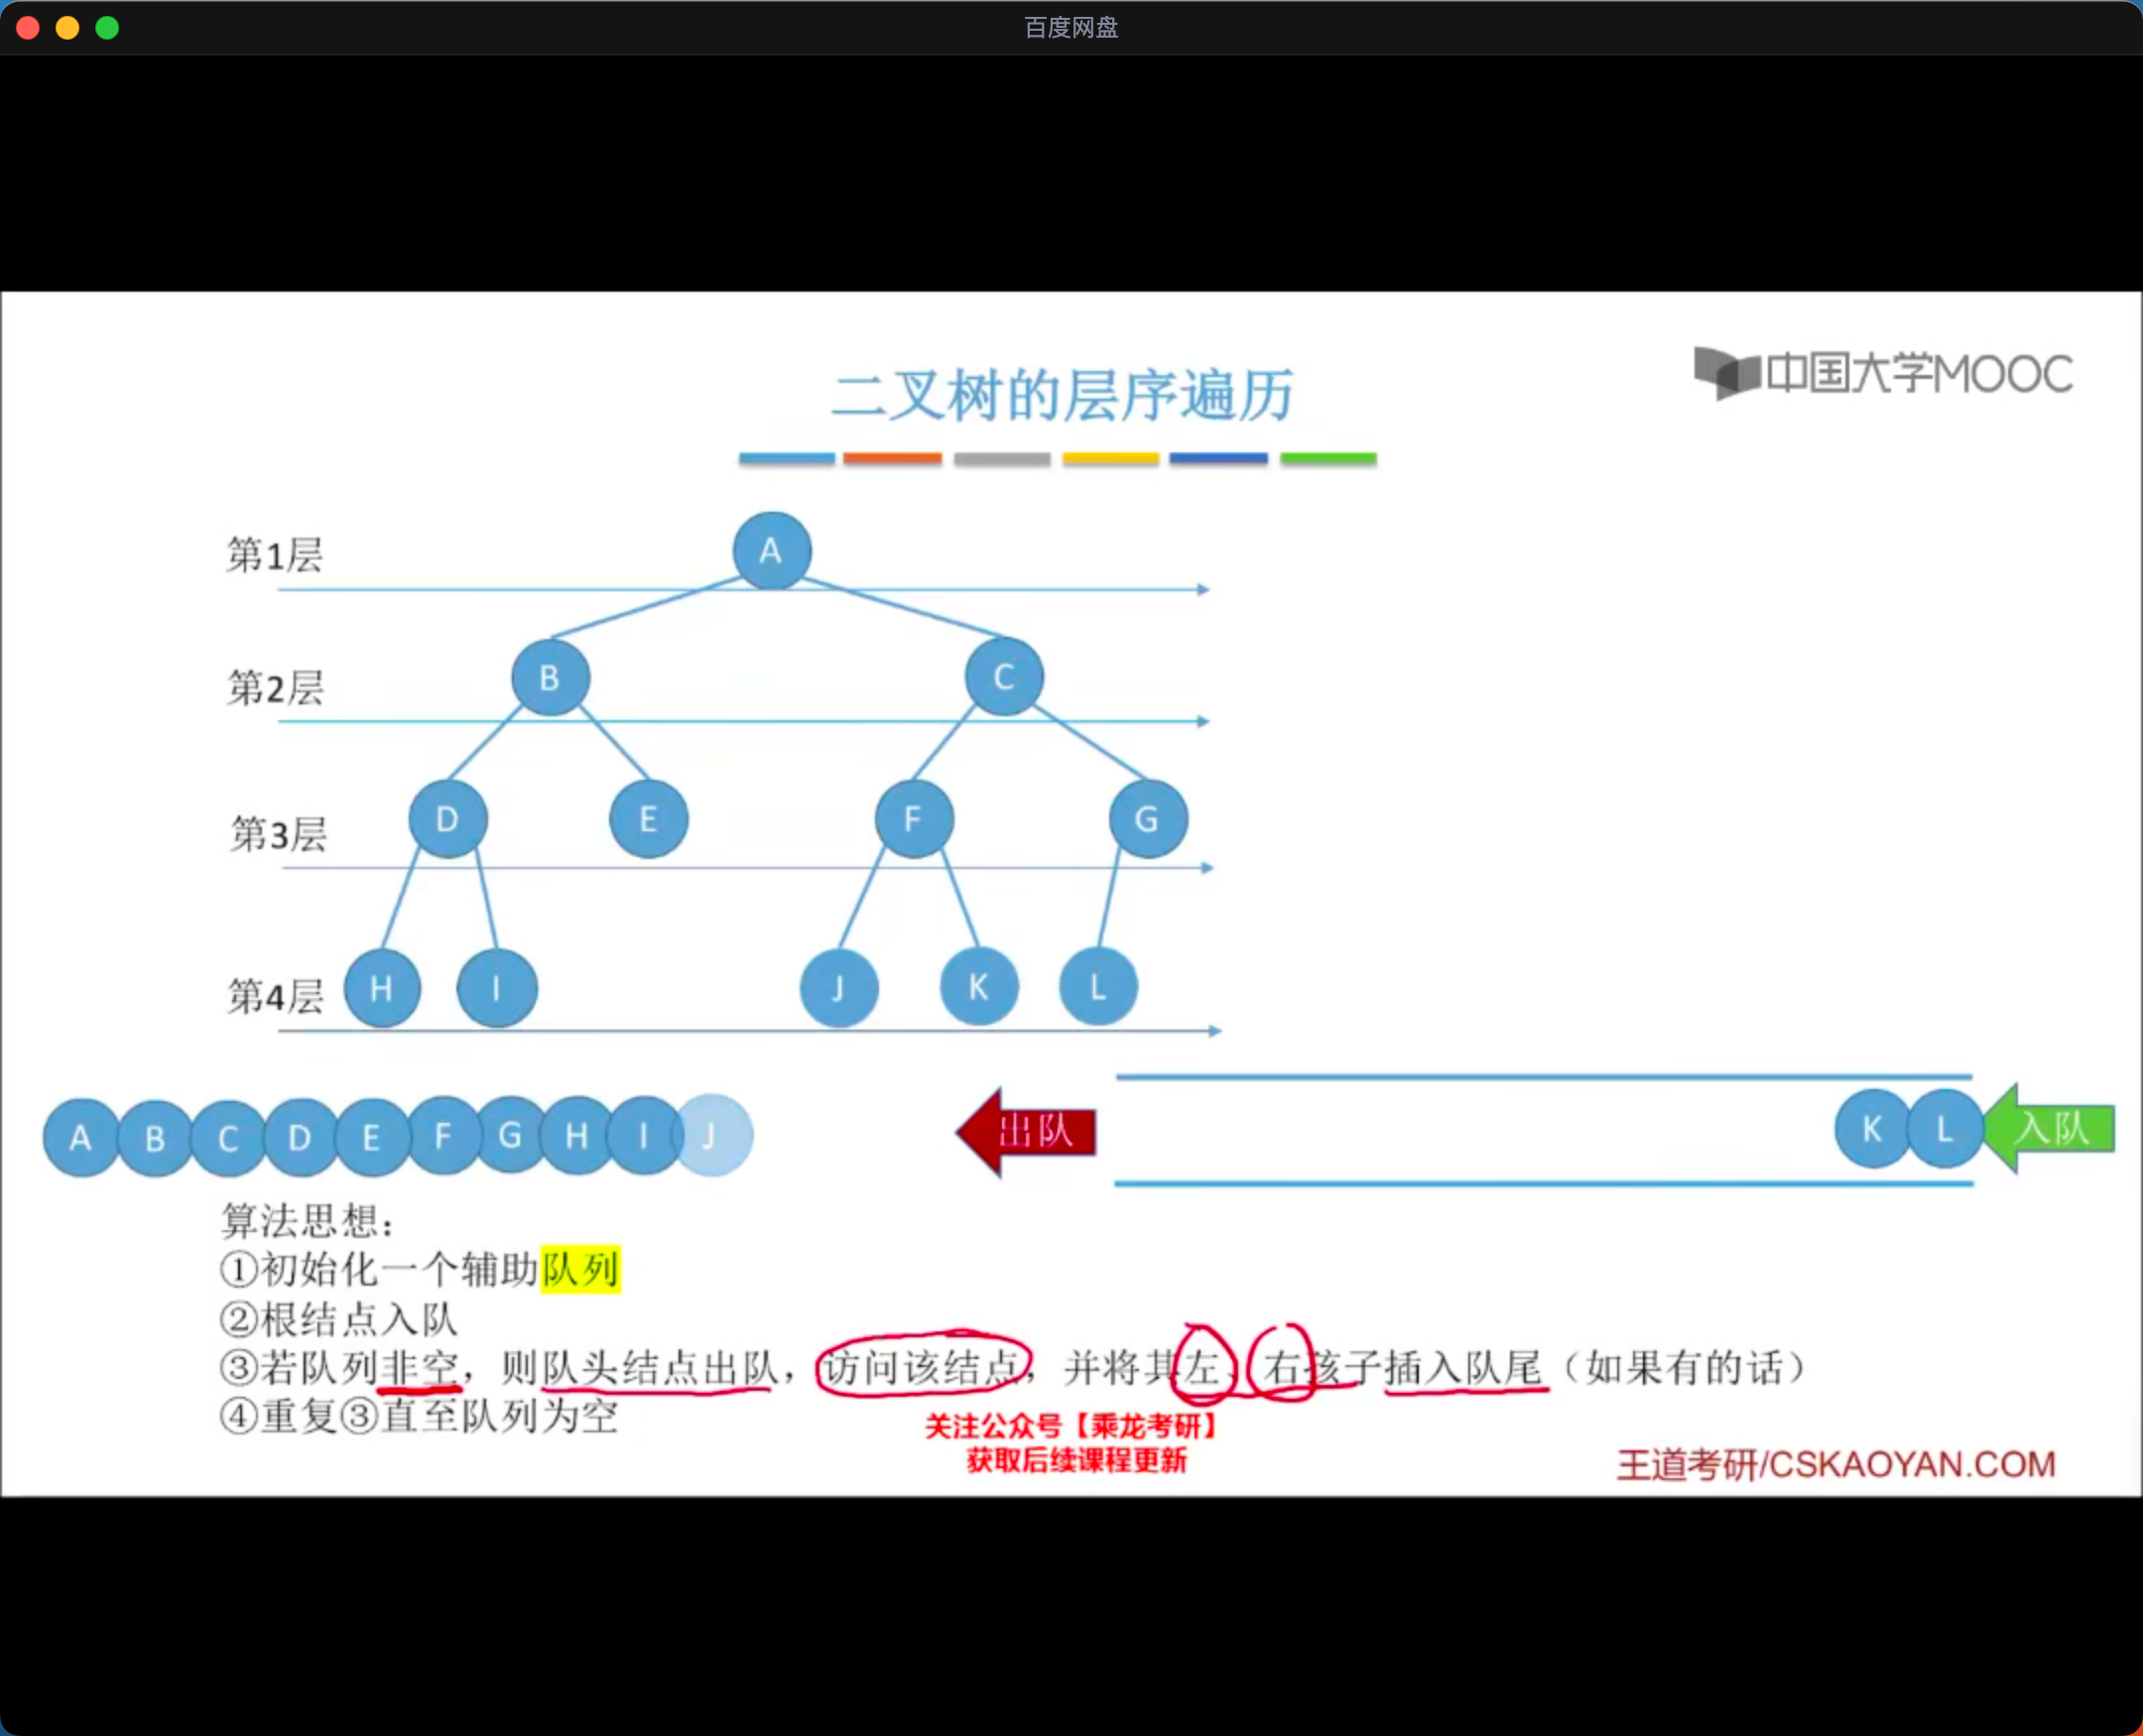 百度网盘
中国大学MOOC
二叉树的层序遍历
第1层
A
第2层
B C
第3层
D E F G
第4层
H I J K L
A B C D E F G H I J
出队
K L
入队
算法思想：
①初始化一个辅助队列
②根结点入队
③若队列非空，则队头结点出队，访问该结点，并将其左、右孩子插入队尾（如果有的话）
④重复③直至队列为空
关注公众号【乘龙考研】
获取后续课程更新
王道考研/CSKAOYAN.COM